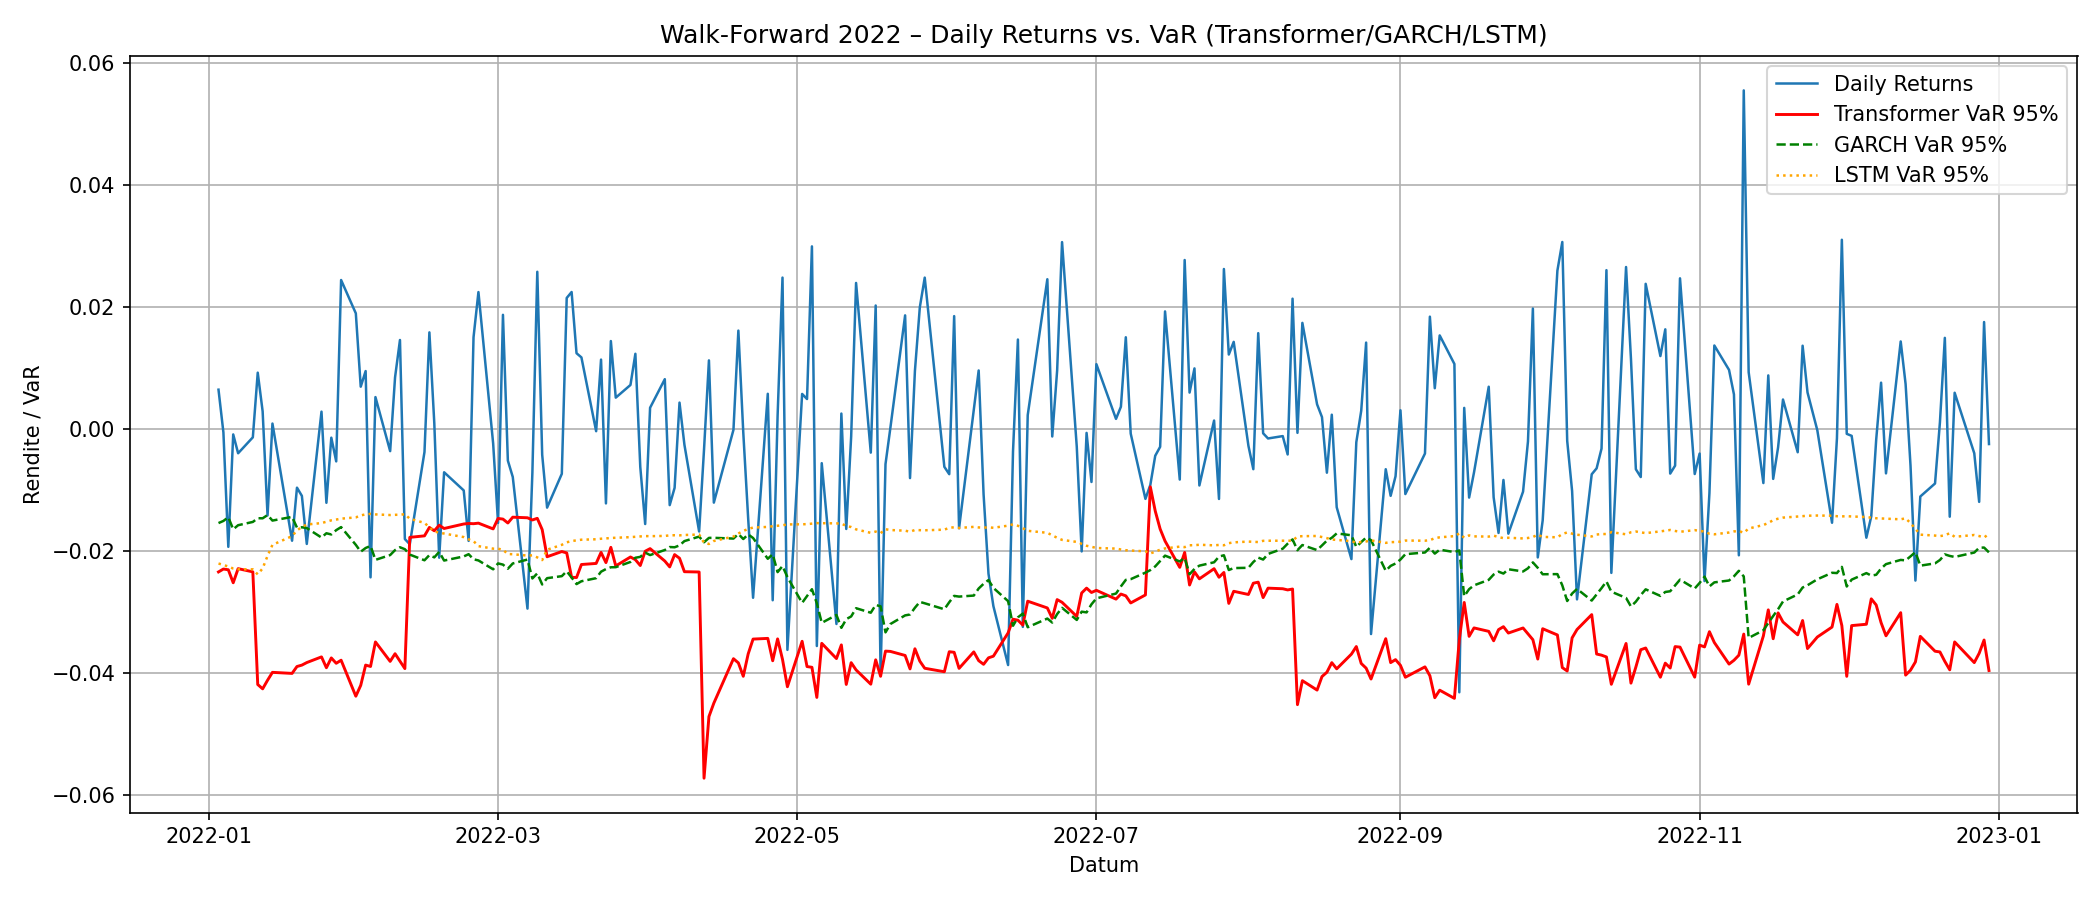 Walk-Forward 2022 – Daily Returns vs. VaR (Transformer/GARCH/LSTM)
Daily Returns
Transformer VaR 95%
GARCH VaR 95%
LSTM VaR 95%
Rendite / VaR
0.06
0.04
0.02
0.00
−0.02
−0.04
−0.06
2022-01
2022-03
2022-05
2022-07
2022-09
2022-11
2023-01
Datum